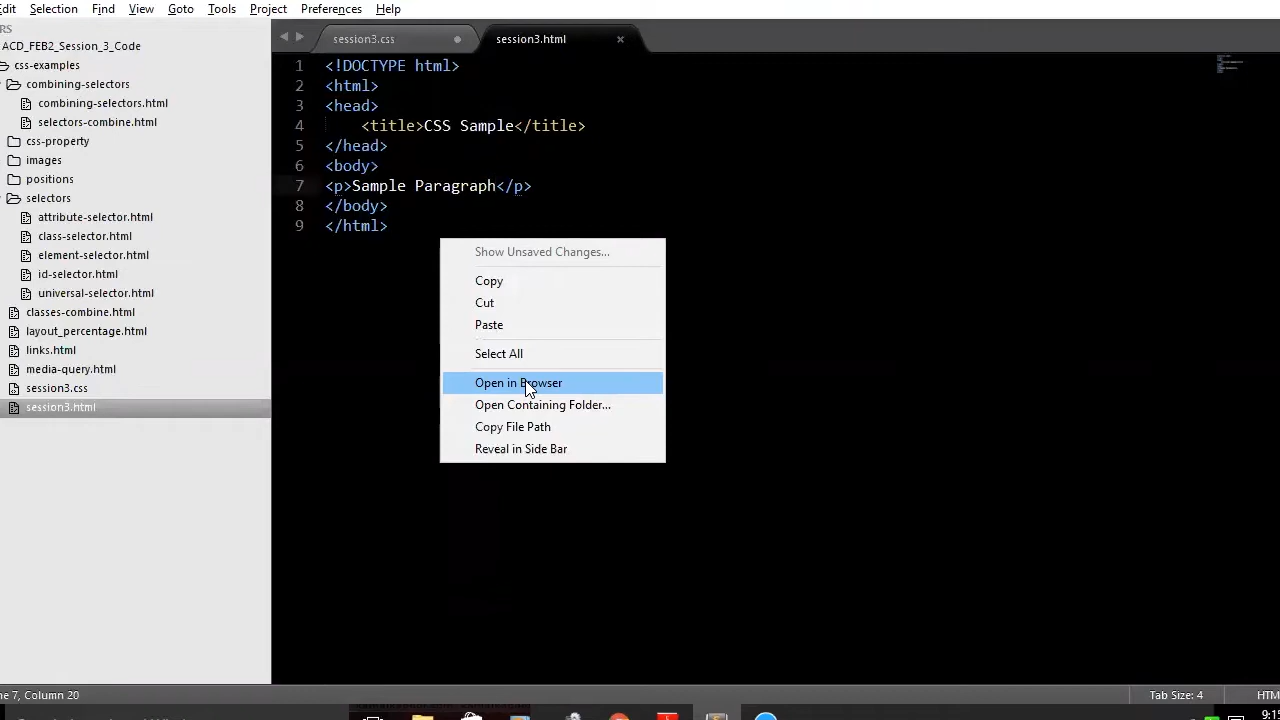 Edit Selection Find View Goto Tools Project Preferences Help
session3.css session3.html
ACD_FEB2_Session_3_Code
css-examples
combining-selectors
combining-selectors.html
selectors-combine.html
css-property
images
positions
selectors
attribute-selector.html
class-selector.html
element-selector.html
id-selector.html
universal-selector.html
classes-combine.html
layout_percentage.html
links.html
media-query.html
session3.css
session3.html
1 <!DOCTYPE html>
2 <html>
3 <head>
4 <title>CSS Sample</title>
5 </head>
6 <body>
7 <p>Sample Paragraph</p>
8 </body>
9 </html>
Show Unsaved Changes...
Copy
Cut
Paste
Select All
Open in Browser
Open Containing Folder...
Copy File Path
Reveal in Side Bar
ne 7, Column 20 Tab Size: 4 HTM